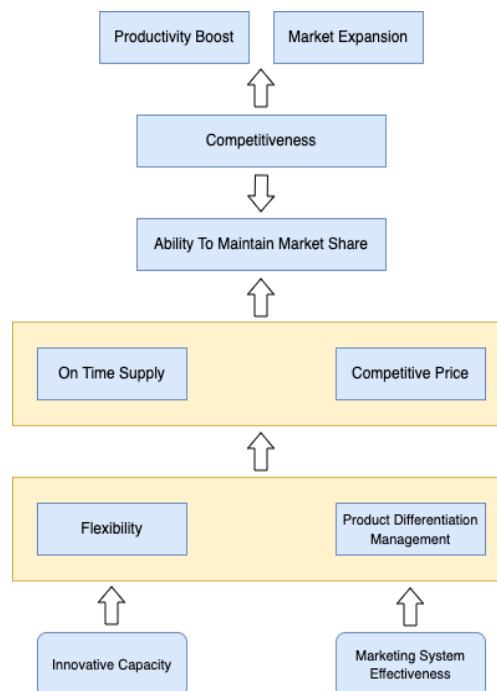 Productivity Boost
Market Expansion
Competitiveness
Ability To Maintain Market Share
On Time Supply
Competitive Price
Flexibility
Product Differentiation
Management
Innovative Capacity
Marketing System
Effectiveness